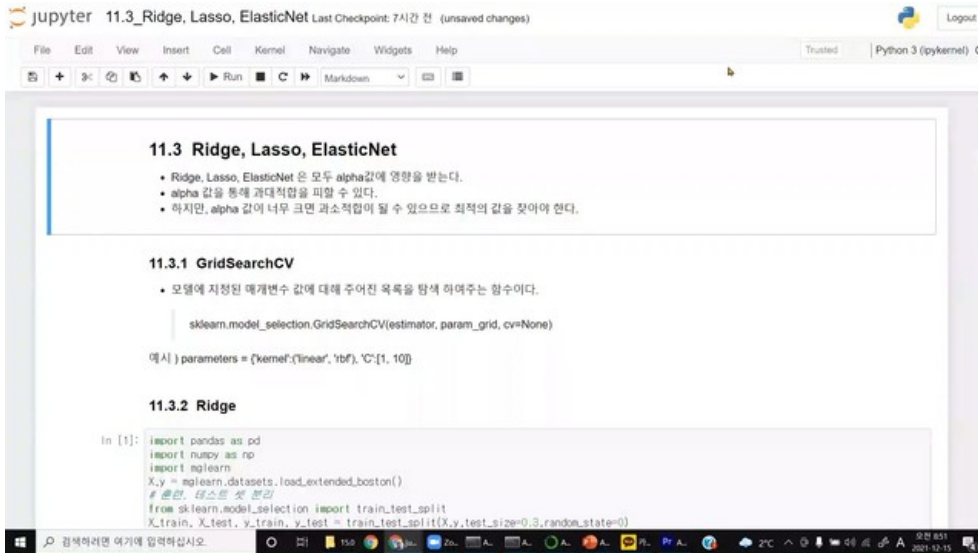 jupyter 11.3_Ridge, Lasso, ElasticNet Last Checkpoint: 7시간 전 (unsaved changes)
Logout
File Edit View Insert Cell Kernel Navigate Widgets Help
Trusted
Python 3 (ipykernel)
Run
Markdown
11.3 Ridge, Lasso, ElasticNet
• Ridge, Lasso, ElasticNet 은 모두 alpha값에 영향을 받는다.
• alpha 값을 통해 과대적합을 피할 수 있다.
• 하지만, alpha 값이 너무 크면 과소적합이 될 수 있으므로 최적의 값을 찾아야 한다.
11.3.1 GridSearchCV
• 모델에 지정된 매개변수 값에 대해 주어진 목록을 탐색 하여주는 함수이다.
sklearn.model_selection.GridSearchCV(estimator, param_grid, cv=None)
예시 ) parameters = {'kernel':('linear', 'rbf'), 'C':[1, 10]}
11.3.2 Ridge
In [1]: import pandas as pd
import numpy as np
import mglearn
X,y = mglearn.datasets.load_extended_boston()
# 훈련, 테스트 셋 분리
from sklearn.model_selection import train_test_split
X_train, X_test, y_train, y_test = train_test_split(X,y,test_size=0.3,random_state=0)
검색하려면 여기에 입력하십시오.
150
Ju..
Zo..
A..
A..
A..
A..
카..
A..
2℃
A
오전 8:51
2021-12-15